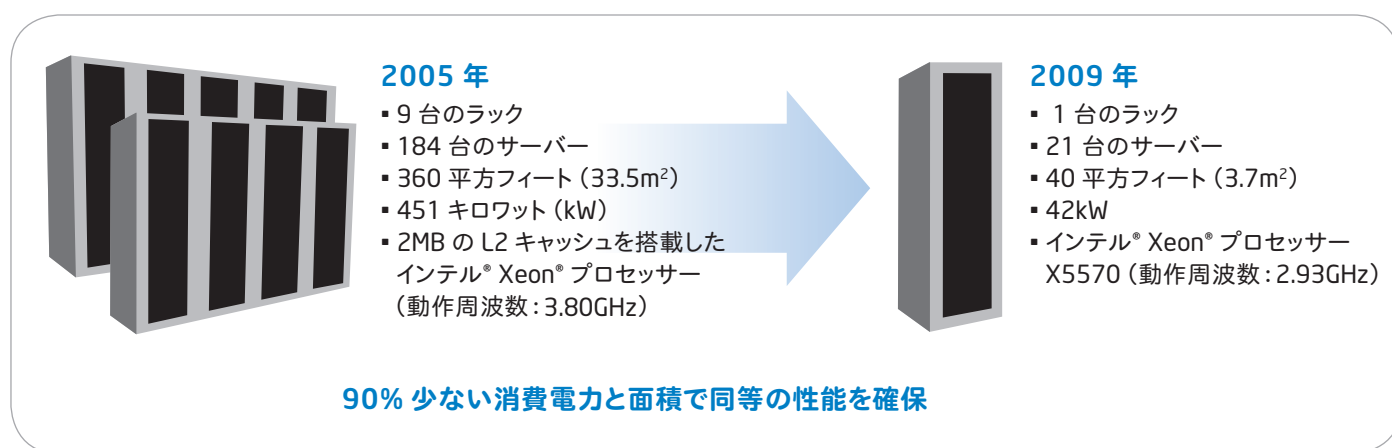 2005 年
▪ 9 台のラック
▪ 184 台のサーバー
▪ 360 平方フィート（33.5m²）
▪ 451 キロワット（kW）
▪ 2MB の L2 キャッシュを搭載した
インテル® Xeon® プロセッサー
（動作周波数：3.80GHz）
2009 年
▪ 1 台のラック
▪ 21 台のサーバー
▪ 40 平方フィート（3.7m²）
▪ 42kW
▪ インテル® Xeon® プロセッサー
X5570（動作周波数：2.93GHz）
90% 少ない消費電力と面積で同等の性能を確保